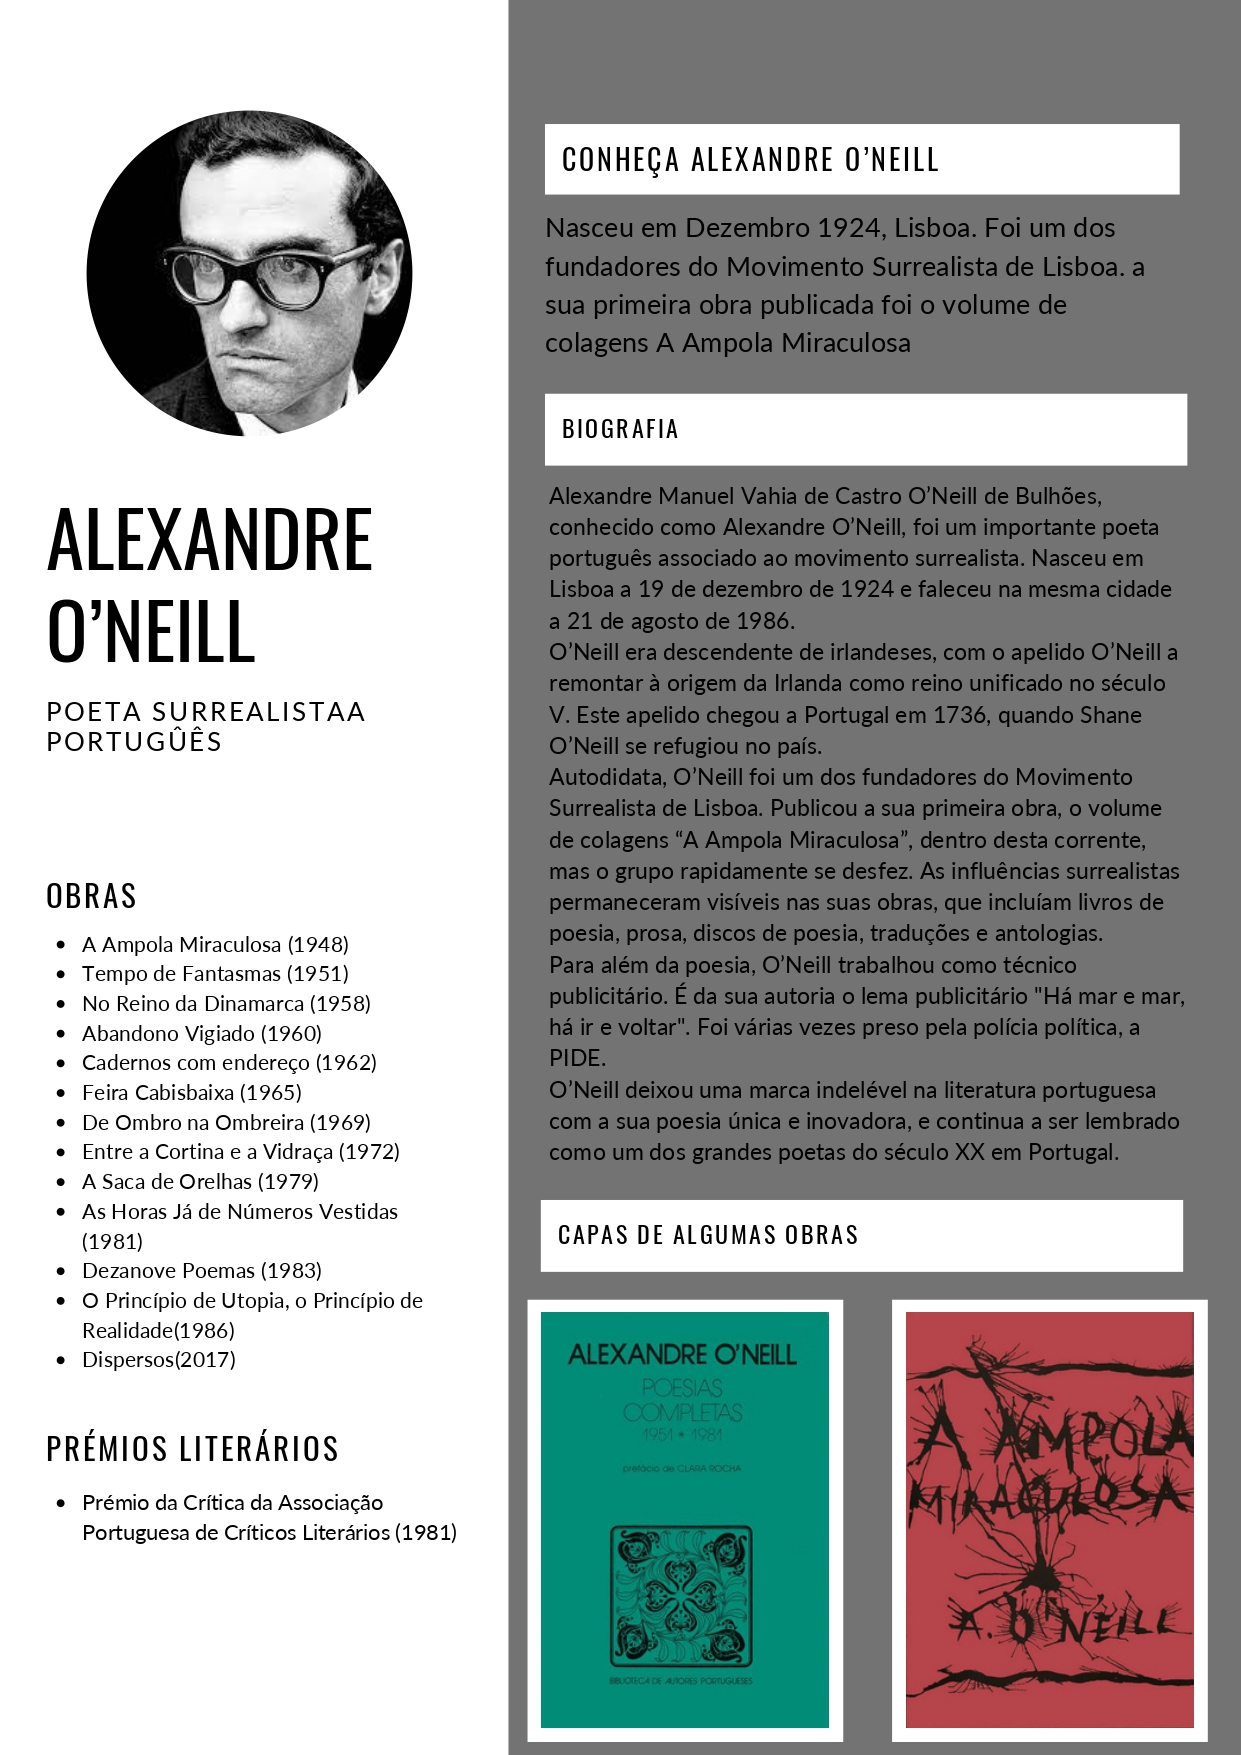 ALEXANDRE
O’NEILL
POETA SURREALISTAA
PORTUGÛÊS
OBRAS
• A Ampola Miraculosa (1948)
• Tempo de Fantasmas (1951)
• No Reino da Dinamarca (1958)
• Abandono Vigiado (1960)
• Cadernos com endereço (1962)
• Feira Cabisbaixa (1965)
• De Ombro na Ombreira (1969)
• Entre a Cortina e a Vidraça (1972)
• A Saca de Orelhas (1979)
• As Horas Já de Números Vestidas
(1981)
• Dezanove Poemas (1983)
• O Princípio de Utopia, o Princípio de
Realidade(1986)
• Dispersos(2017)
PRÉMIOS LITERÁRIOS
• Prémio da Crítica da Associação
Portuguesa de Críticos Literários (1981)
CONHEÇA ALEXANDRE O’NEILL
Nasceu em Dezembro 1924, Lisboa. Foi um dos
fundadores do Movimento Surrealista de Lisboa. a
sua primeira obra publicada foi o volume de
colagens A Ampola Miraculosa
BIOGRAFIA
Alexandre Manuel Vahia de Castro O’Neill de Bulhões,
conhecido como Alexandre O’Neill, foi um importante poeta
português associado ao movimento surrealista. Nasceu em
Lisboa a 19 de dezembro de 1924 e faleceu na mesma cidade
a 21 de agosto de 1986.
O’Neill era descendente de irlandeses, com o apelido O’Neill a
remontar à origem da Irlanda como reino unificado no século
V. Este apelido chegou a Portugal em 1736, quando Shane
O’Neill se refugiou no país.
Autodidata, O’Neill foi um dos fundadores do Movimento
Surrealista de Lisboa. Publicou a sua primeira obra, o volume
de colagens “A Ampola Miraculosa”, dentro desta corrente,
mas o grupo rapidamente se desfez. As influências surrealistas
permaneceram visíveis nas suas obras, que incluíam livros de
poesia, prosa, discos de poesia, traduções e antologias.
Para além da poesia, O’Neill trabalhou como técnico
publicitário. É da sua autoria o lema publicitário "Há mar e mar,
há ir e voltar". Foi várias vezes preso pela polícia política, a
PIDE.
O’Neill deixou uma marca indelével na literatura portuguesa
com a sua poesia única e inovadora, e continua a ser lembrado
como um dos grandes poetas do século XX em Portugal.
CAPAS DE ALGUMAS OBRAS
ALEXANDRE O’NEILL
POESIAS
COMPLETAS
1951 • 1981
prefácio de CLARA ROCHA
BIBLIOTECA DE AUTORES PORTUGUESES
A AMPOLA
MIRACULOSA
A. O'NEILL